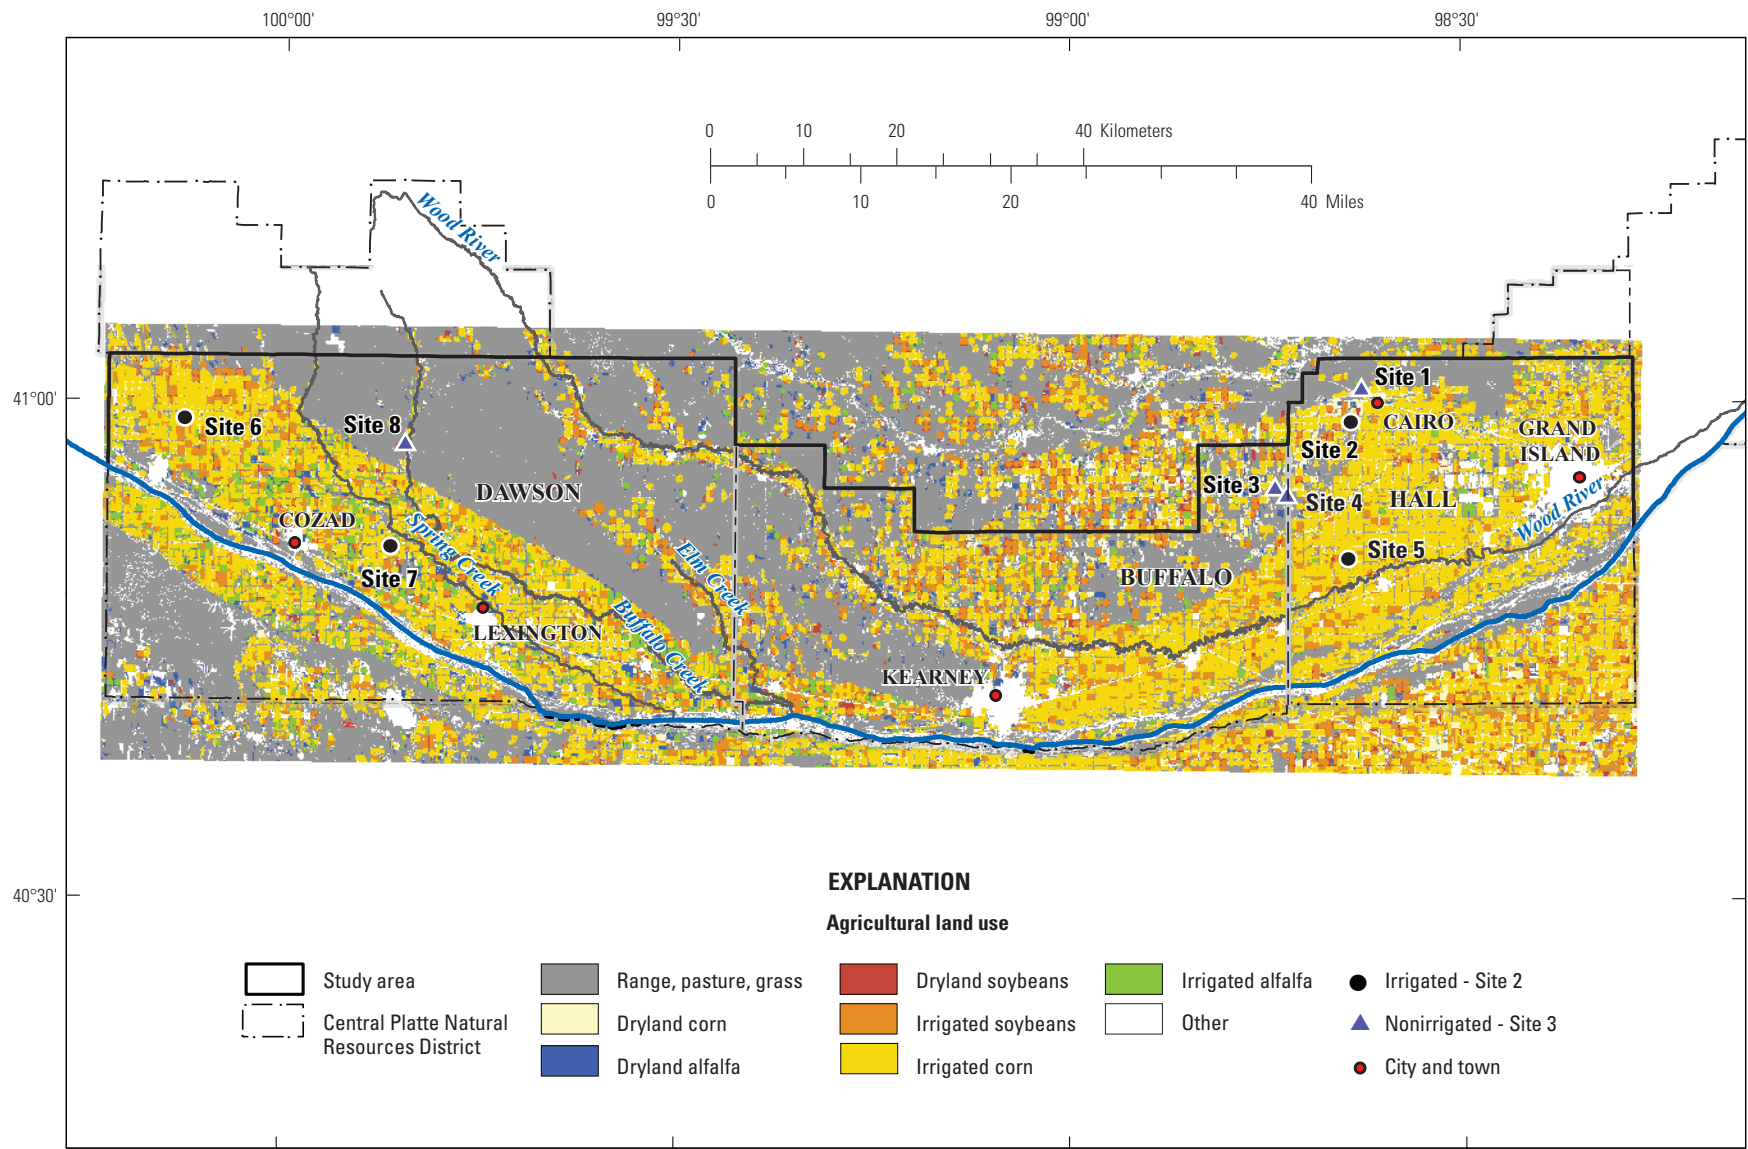 100°00' 99°30' 99°00' 98°30'
0 10 20 40 Kilometers
0 10 20 40 Miles
Wood River
41°00'
Site 1
CAIRO
Site 2
GRAND
ISLAND
Site 6
Site 8
DAWSON
Site 3
Site 4
HALL
Wood River
COZAD
Spring Creek
Site 7
Elm Creek
Site 5
BUFFALO
LEXINGTON
Buffalo Creek
KEARNEY
40°30'
EXPLANATION
Agricultural land use
Study area
Central Platte Natural
Resources District
Range, pasture, grass
Dryland corn
Dryland alfalfa
Dryland soybeans
Irrigated soybeans
Irrigated corn
Irrigated alfalfa
Other
Irrigated - Site 2
Nonirrigated - Site 3
City and town